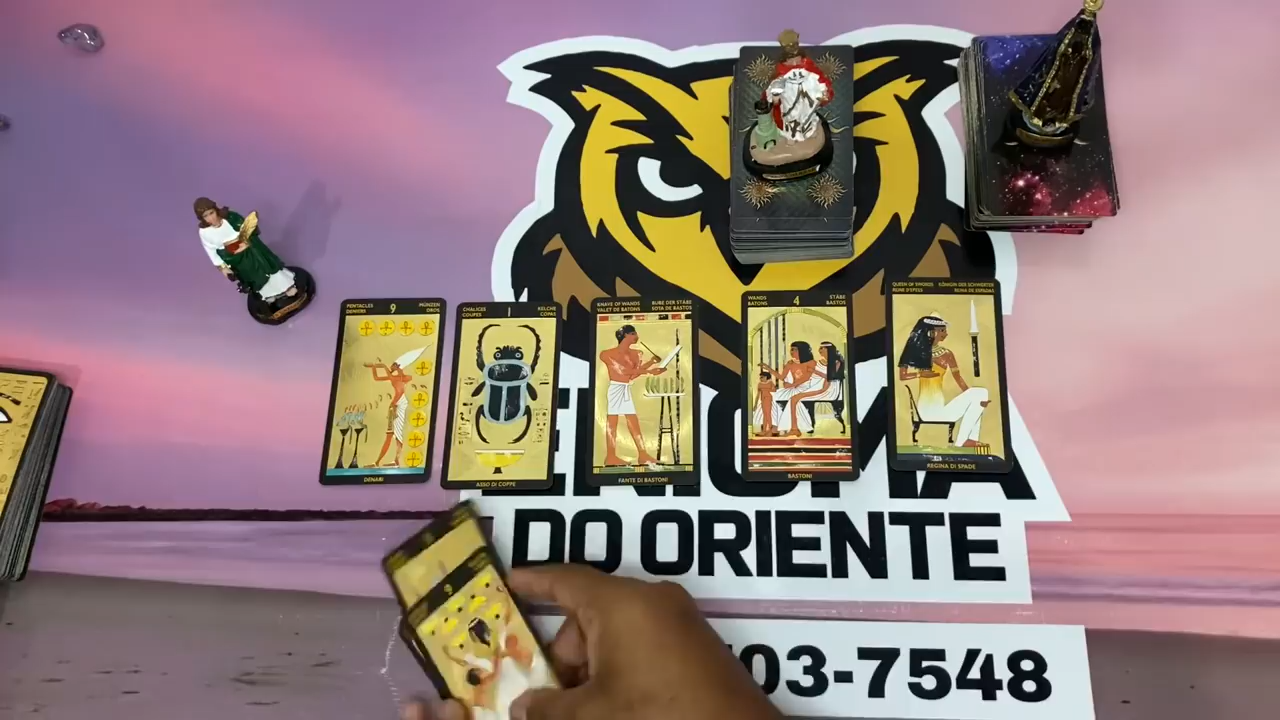 PENTACLES 9 MÜNZEN
DENIERS OROS
DENARI
CHALICES 1 KELCHE
COUPES COPAS
ASSO DI COPPE
KNAVE OF WANDS BUBE DER STÄBE
VALET DE BATONS SOTA DE BASTOS
FANTE DI BASTONI
WANDS 4 STÄBE
BATONS BASTOS
BASTONI
QUEEN OF SWORDS KÖNIGIN DER SCHWERTER
REINE D'EPEES REINA DE ESPADAS
REGINA DI SPADE
ENIGMA
DO ORIENTE
03-7548